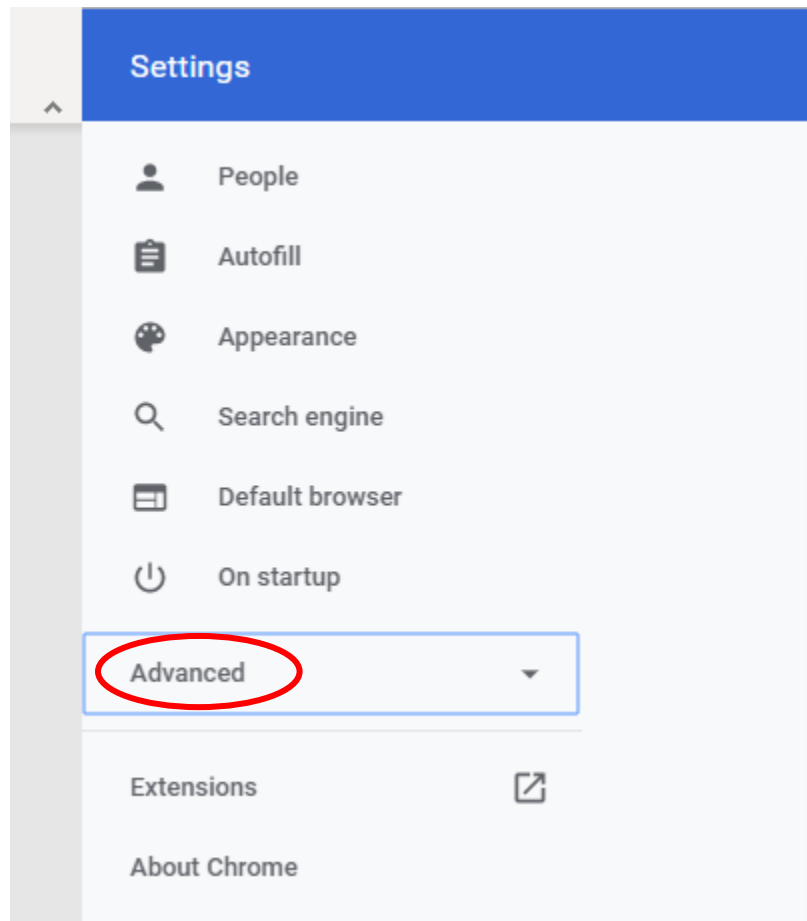 Settings
People
Autofill
Appearance
Search engine
Default browser
On startup
Advanced
Extensions
About Chrome